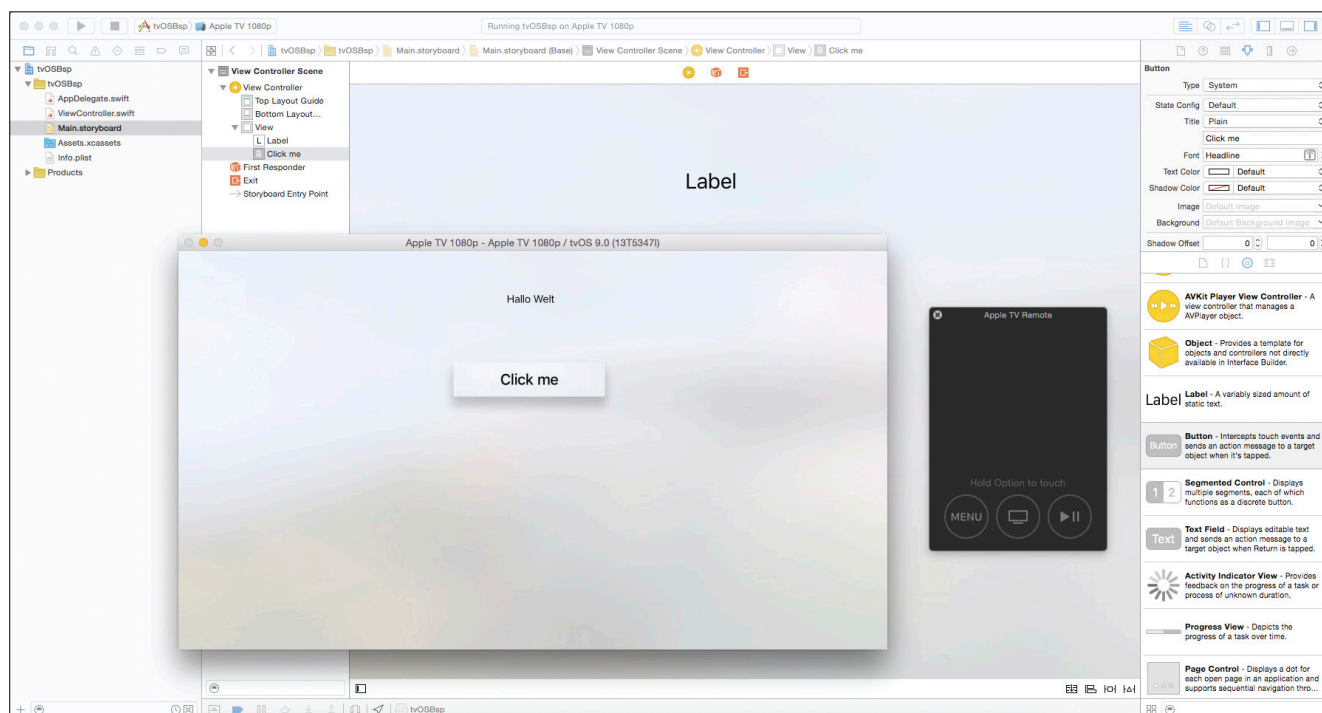 tvOSBsp Apple TV 1080p
Running tvOSBsp on Apple TV 1080p
tvOSBsp tvOSBsp Main.storyboard Main.storyboard (Base) View Controller Scene View Controller View Click me
tvOSBsp
tvOSBsp
AppDelegate.swift
ViewController.swift
Main.storyboard
Assets.xcassets
Info.plist
Products
View Controller Scene
View Controller
Top Layout Guide
Bottom Layout...
View
L Label
B Click me
First Responder
Exit
Storyboard Entry Point
Label
Apple TV 1080p - Apple TV 1080p / tvOS 9.0 (13T5347l)
Hallo Welt
Click me
Apple TV Remote
Hold Option to touch
MENU
Button
Type System
State Config Default
Title Plain
Click me
Font Headline T
Text Color Default
Shadow Color Default
Image Default Image
Background Default Background Image
Shadow Offset 0 0
AVKit Player View Controller - A
view controller that manages a
AVPlayer object.
Object - Provides a template for
objects and controllers not directly
available in Interface Builder.
Label Label - A variably sized amount of
static text.
Button Button - Intercepts touch events and
sends an action message to a target
object when it's tapped.
1 2 Segmented Control - Displays
multiple segments, each of which
functions as a discrete button.
Text Text Field - Displays editable text
and sends an action message to a
target object when Return is tapped.
Activity Indicator View - Provides
feedback on the progress of a task or
process of unknown duration.
Progress View - Depicts the
progress of a task over time.
Page Control - Displays a dot for
each open page in an application and
supports sequential navigation thro...
tvOSBsp